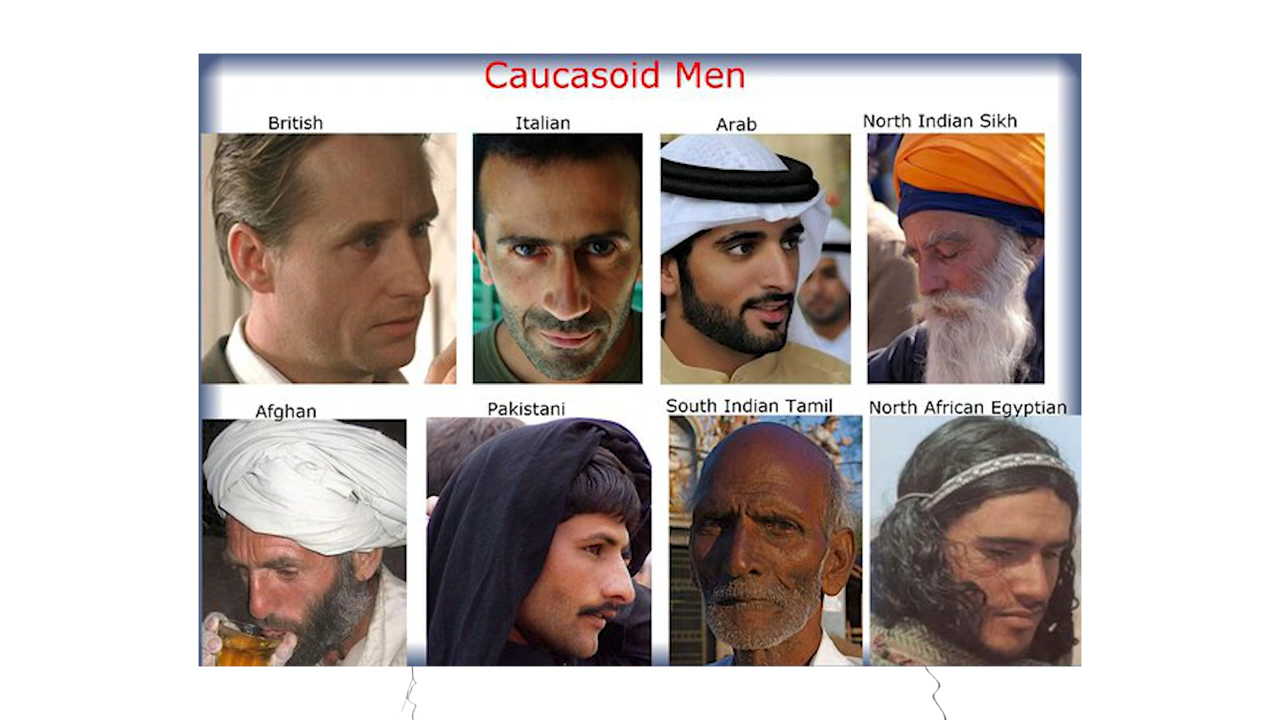 Caucasoid Men
British
Italian
Arab
North Indian Sikh
Afghan
Pakistani
South Indian Tamil
North African Egyptian